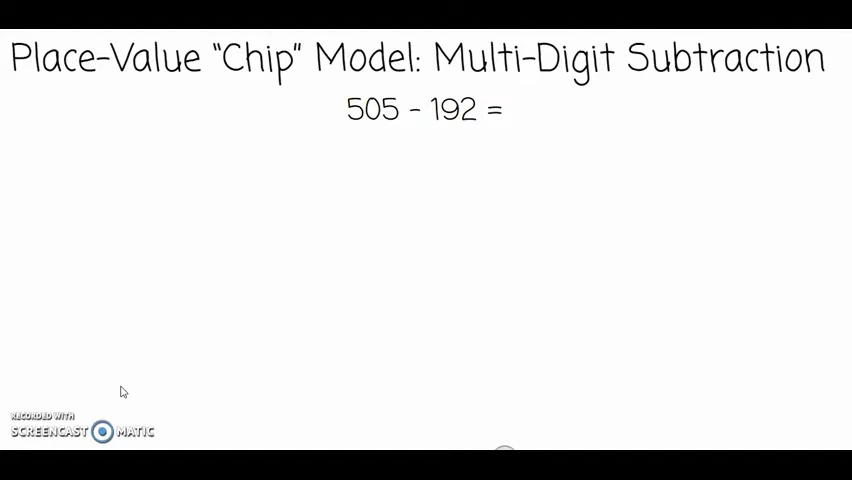 Place-Value "Chip" Model: Multi-Digit Subtraction
505 - 192 =
RECORDED WITH
SCREENCAST MATIC